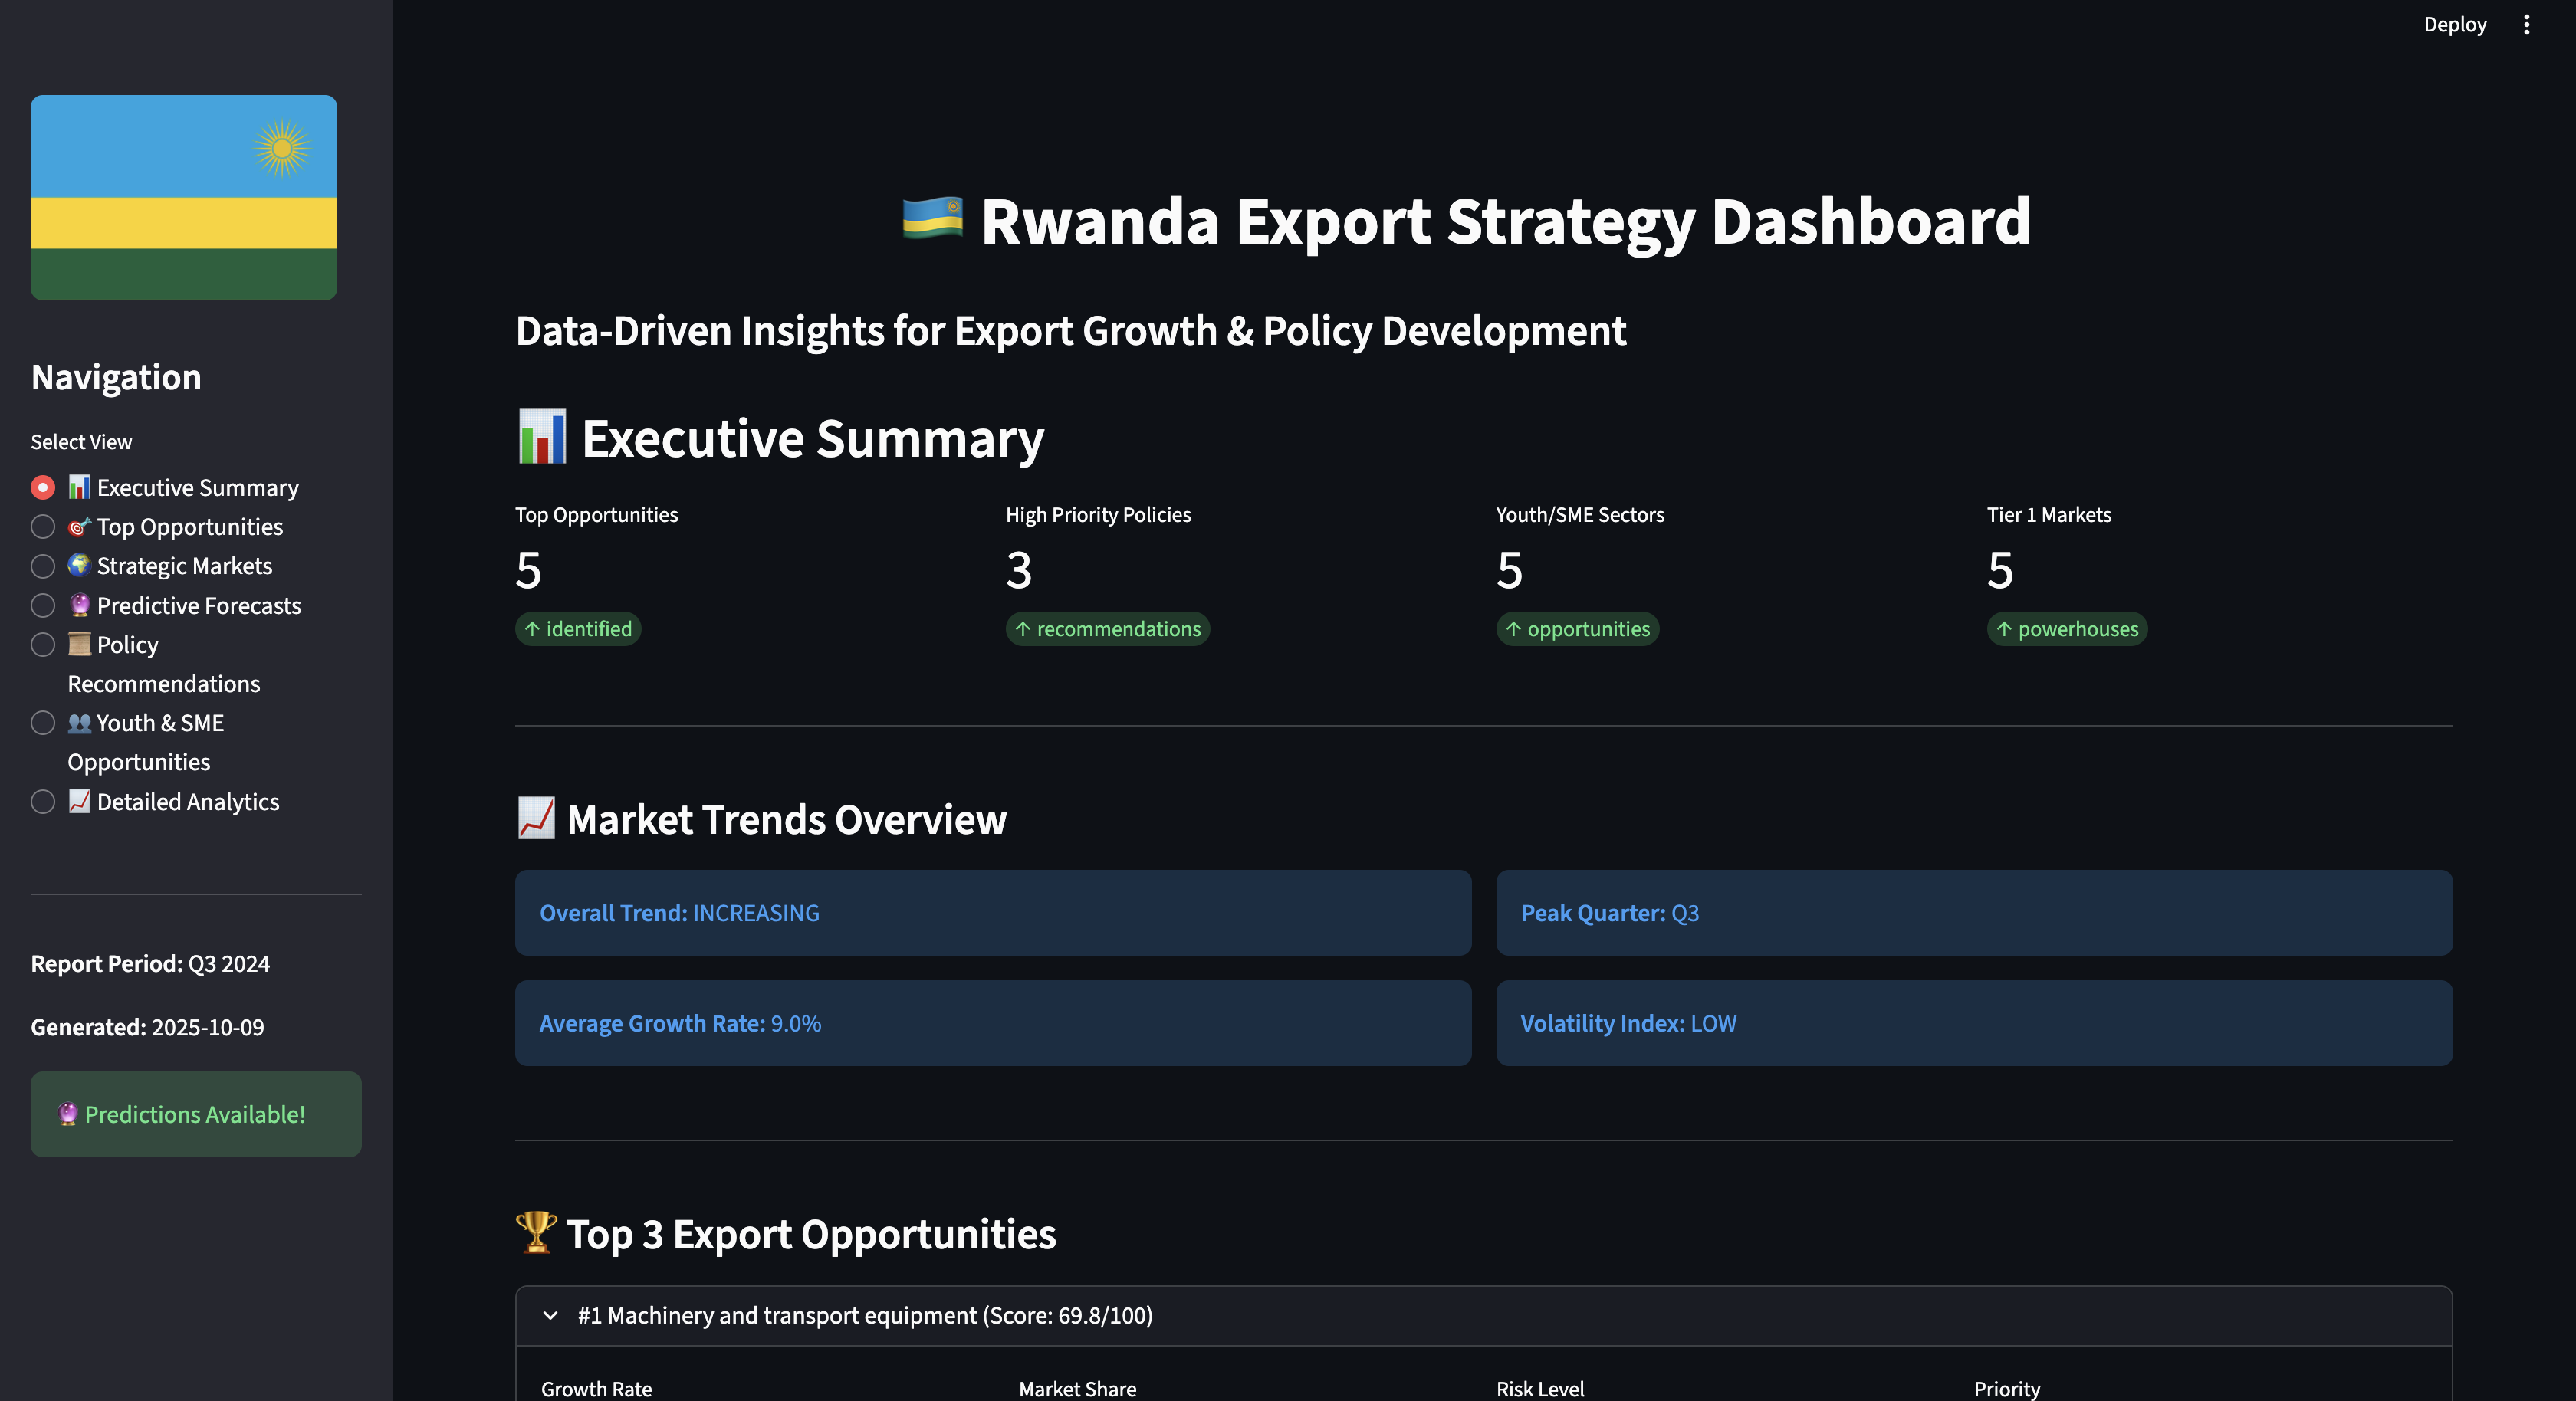 Deploy
Navigation
Select View
📊 Executive Summary
🎯 Top Opportunities
🌍 Strategic Markets
🔮 Predictive Forecasts
📜 Policy
Recommendations
👥 Youth & SME
Opportunities
📈 Detailed Analytics
Report Period: Q3 2024
Generated: 2025-10-09
🔮 Predictions Available!
🇷🇼 Rwanda Export Strategy Dashboard
Data-Driven Insights for Export Growth & Policy Development
📊 Executive Summary
Top Opportunities
5
↑ identified
High Priority Policies
3
↑ recommendations
Youth/SME Sectors
5
↑ opportunities
Tier 1 Markets
5
↑ powerhouses
📈 Market Trends Overview
Overall Trend: INCREASING
Peak Quarter: Q3
Average Growth Rate: 9.0%
Volatility Index: LOW
🏆 Top 3 Export Opportunities
#1 Machinery and transport equipment (Score: 69.8/100)
Growth Rate
Market Share
Risk Level
Priority